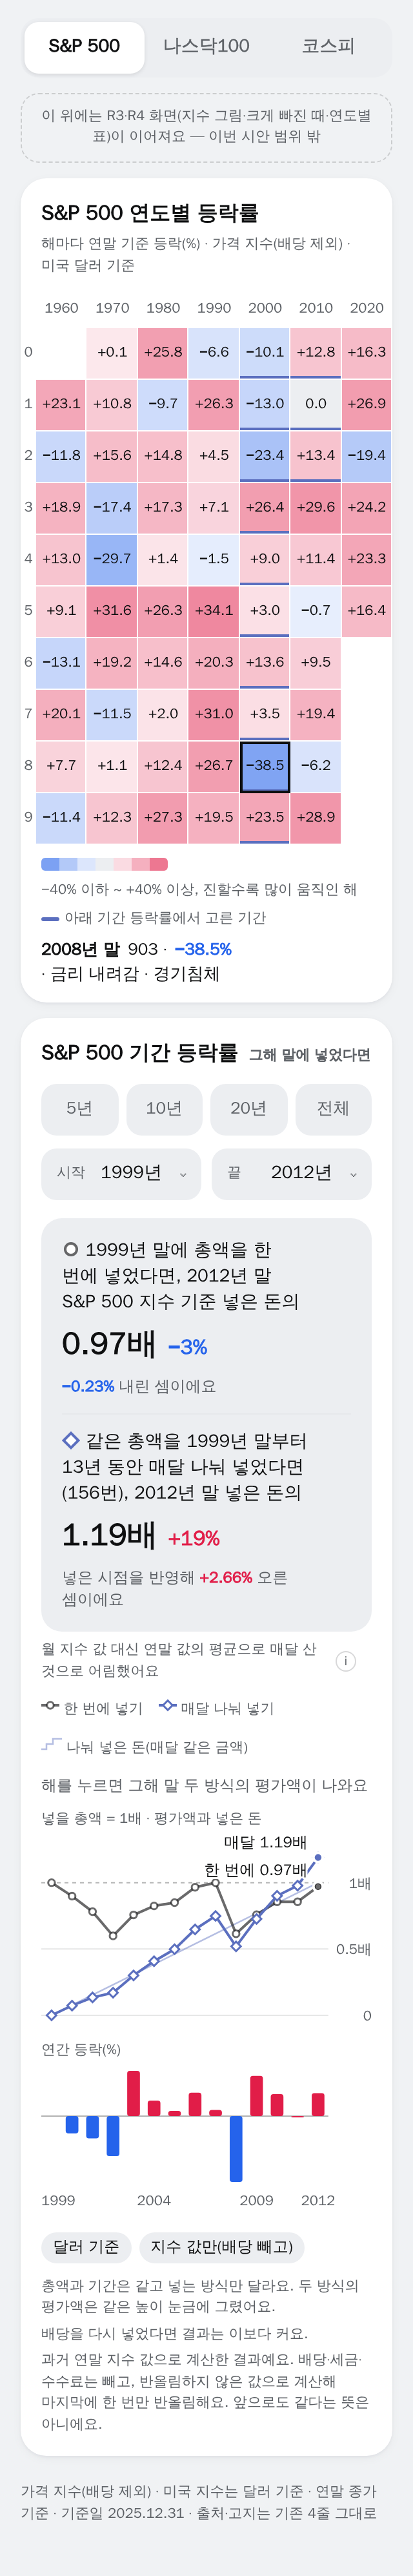 S&P 500 나스닥100 코스피
이 위에는 R3·R4 화면(지수 그림·크게 빠진 때·연도별
표)이 이어져요 — 이번 시안 범위 밖
S&P 500 연도별 등락률
해마다 연말 기준 등락(%) · 가격 지수(배당 제외) ·
미국 달러 기준
1960 1970 1980 1990 2000 2010 2020
0 +0.1 +25.8 −6.6 −10.1 +12.8 +16.3
1 +23.1 +10.8 −9.7 +26.3 −13.0 0.0 +26.9
2 −11.8 +15.6 +14.8 +4.5 −23.4 +13.4 −19.4
3 +18.9 −17.4 +17.3 +7.1 +26.4 +29.6 +24.2
4 +13.0 −29.7 +1.4 −1.5 +9.0 +11.4 +23.3
5 +9.1 +31.6 +26.3 +34.1 +3.0 −0.7 +16.4
6 −13.1 +19.2 +14.6 +20.3 +13.6 +9.5
7 +20.1 −11.5 +2.0 +31.0 +3.5 +19.4
8 +7.7 +1.1 +12.4 +26.7 −38.5 −6.2
9 −11.4 +12.3 +27.3 +19.5 +23.5 +28.9
−40% 이하 ~ +40% 이상, 진할수록 많이 움직인 해
아래 기간 등락률에서 고른 기간
2008년 말 903 · −38.5%
· 금리 내려감 · 경기침체
S&P 500 기간 등락률 그해 말에 넣었다면
5년 10년 20년 전체
시작 1999년 끝 2012년
1999년 말에 총액을 한
번에 넣었다면, 2012년 말
S&P 500 지수 기준 넣은 돈의
0.97배 −3%
−0.23% 내린 셈이에요
같은 총액을 1999년 말부터
13년 동안 매달 나눠 넣었다면
(156번), 2012년 말 넣은 돈의
1.19배 +19%
넣은 시점을 반영해 +2.66% 오른
셈이에요
월 지수 값 대신 연말 값의 평균으로 매달 산
것으로 어림했어요 i
한 번에 넣기 매달 나눠 넣기
나눠 넣은 돈(매달 같은 금액)
해를 누르면 그해 말 두 방식의 평가액이 나와요
넣을 총액 = 1배 · 평가액과 넣은 돈
매달 1.19배
한 번에 0.97배
1배
0.5배
0
연간 등락(%)
1999 2004 2009 2012
달러 기준 지수 값만(배당 빼고)
총액과 기간은 같고 넣는 방식만 달라요. 두 방식의
평가액은 같은 높이 눈금에 그렸어요.
배당을 다시 넣었다면 결과는 이보다 커요.
과거 연말 지수 값으로 계산한 결과예요. 배당·세금·
수수료는 빼고, 반올림하지 않은 값으로 계산해
마지막에 한 번만 반올림해요. 앞으로도 같다는 뜻은
아니에요.
가격 지수(배당 제외) · 미국 지수는 달러 기준 · 연말 종가
기준 · 기준일 2025.12.31 · 출처·고지는 기존 4줄 그대로